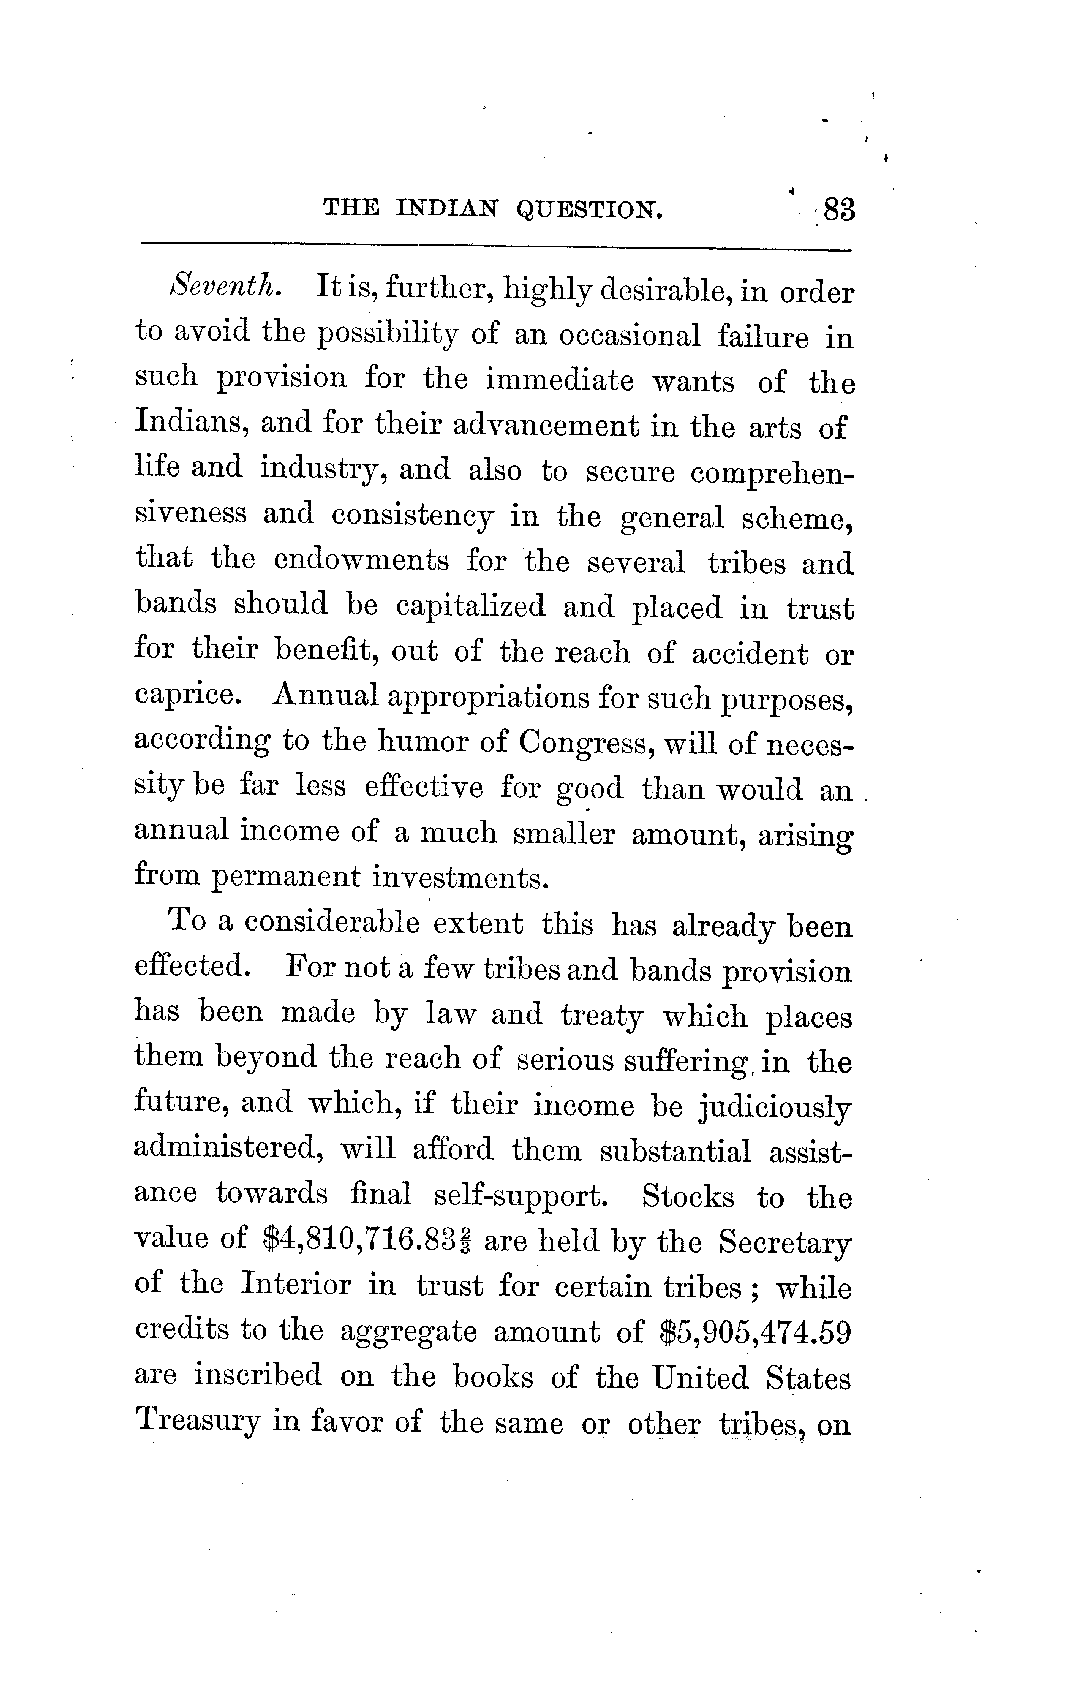 THE INDIAN QUESTION. 83
Seventh. It is, further, highly desirable, in order
to avoid the possibility of an occasional failure in
such provision for the immediate wants of the
Indians, and for their advancement in the arts of
life and industry, and also to secure comprehen-
siveness and consistency in the general scheme,
that the endowments for the several tribes and
bands should be capitalized and placed in trust
for their benefit, out of the reach of accident or
caprice. Annual appropriations for such purposes,
according to the humor of Congress, will of neces-
sity be far less effective for good than would an
annual income of a much smaller amount, arising
from permanent investments.
To a considerable extent this has already been
effected. For not a few tribes and bands provision
has been made by law and treaty which places
them beyond the reach of serious suffering in the
future, and which, if their income be judiciously
administered, will afford them substantial assist-
ance towards final self-support. Stocks to the
value of $4,810,716.83⅔ are held by the Secretary
of the Interior in trust for certain tribes; while
credits to the aggregate amount of $5,905,474.59
are inscribed on the books of the United States
Treasury in favor of the same or other tribes, on